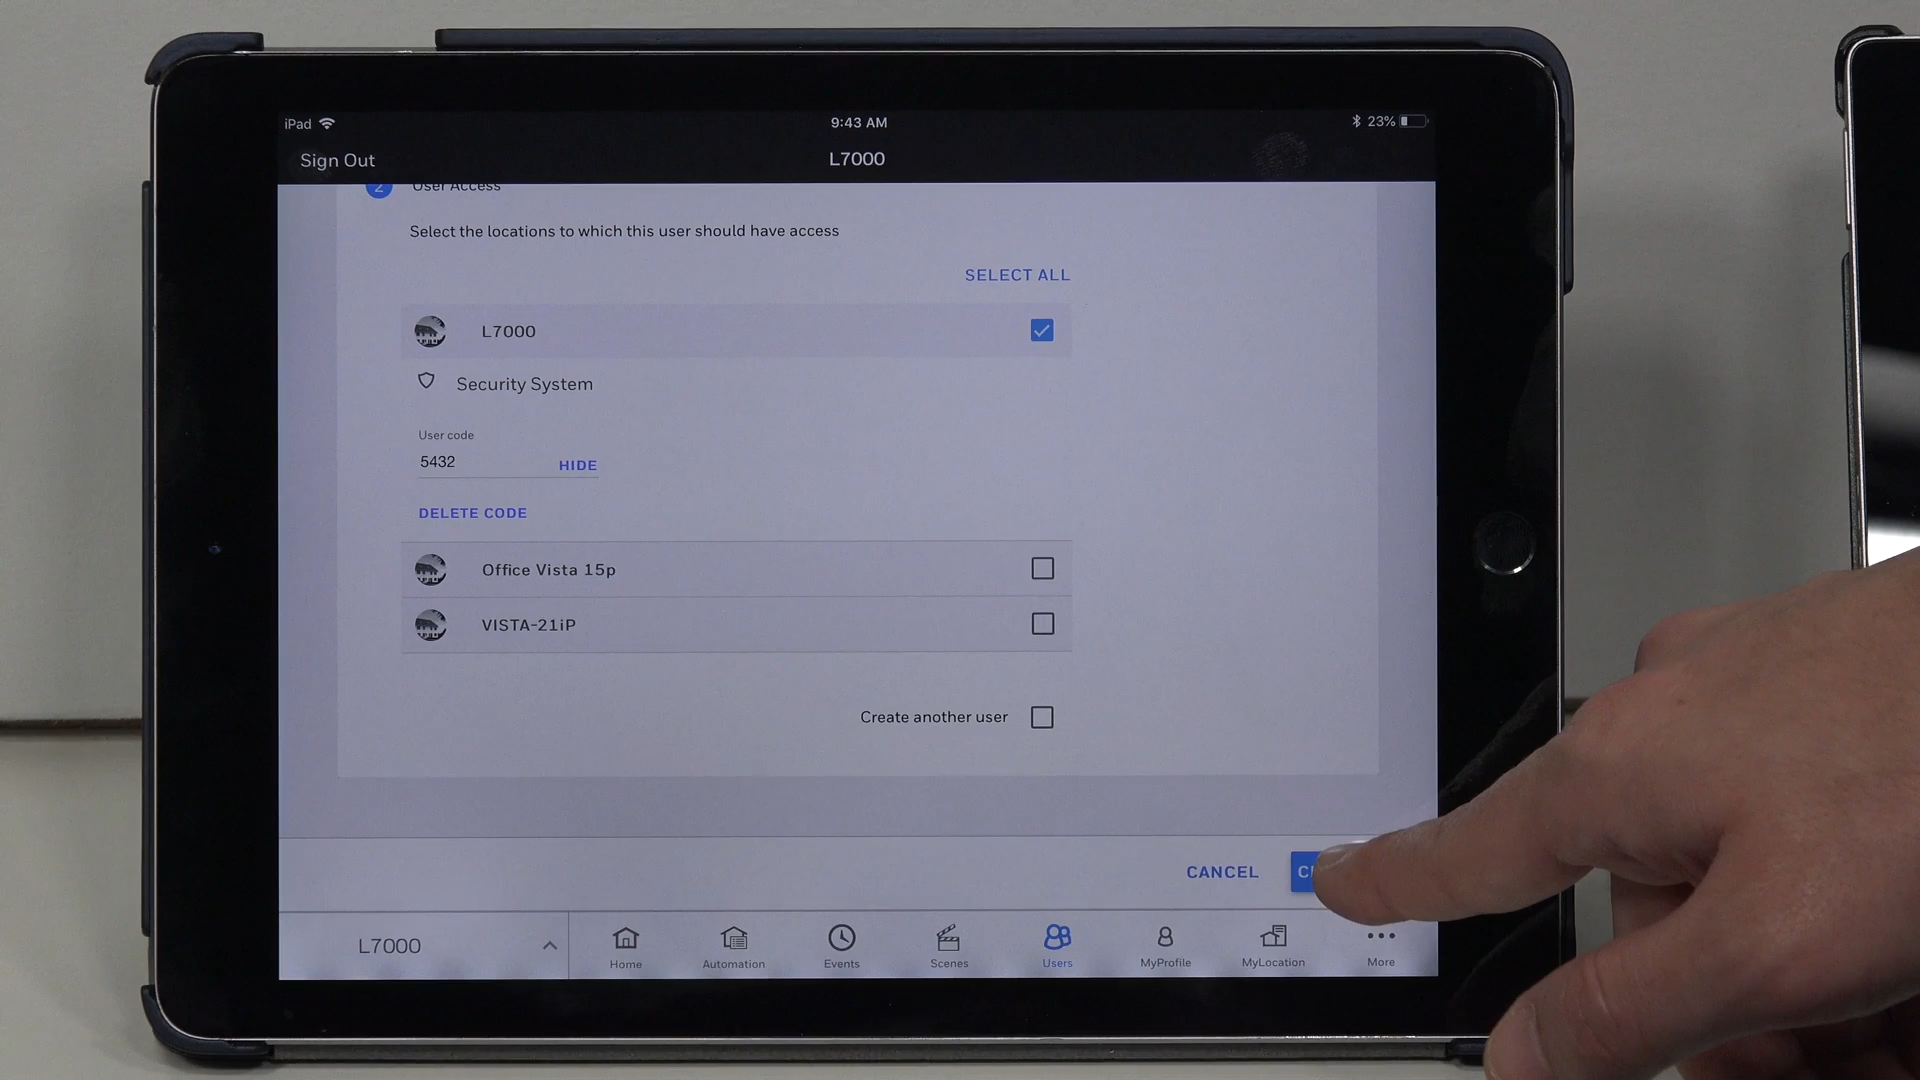 iPad
9:43 AM
23%
Sign Out
L7000
2
User Access
Select the locations to which this user should have access
SELECT ALL
L7000
Security System
User code
5432
HIDE
DELETE CODE
Office Vista 15p
VISTA-21iP
Create another user
CANCEL
L7000
Home
Automation
Events
Scenes
Users
MyProfile
MyLocation
More